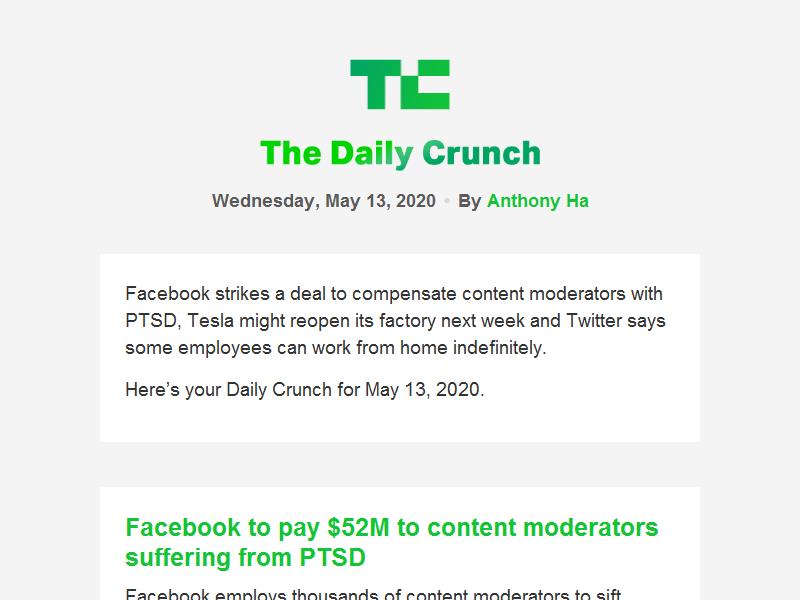 TC
The Daily Crunch
Wednesday, May 13, 2020 • By Anthony Ha
Facebook strikes a deal to compensate content moderators with
PTSD, Tesla might reopen its factory next week and Twitter says
some employees can work from home indefinitely.
Here’s your Daily Crunch for May 13, 2020.
Facebook to pay $52M to content moderators
suffering from PTSD
Facebook employs thousands of content moderators to sift